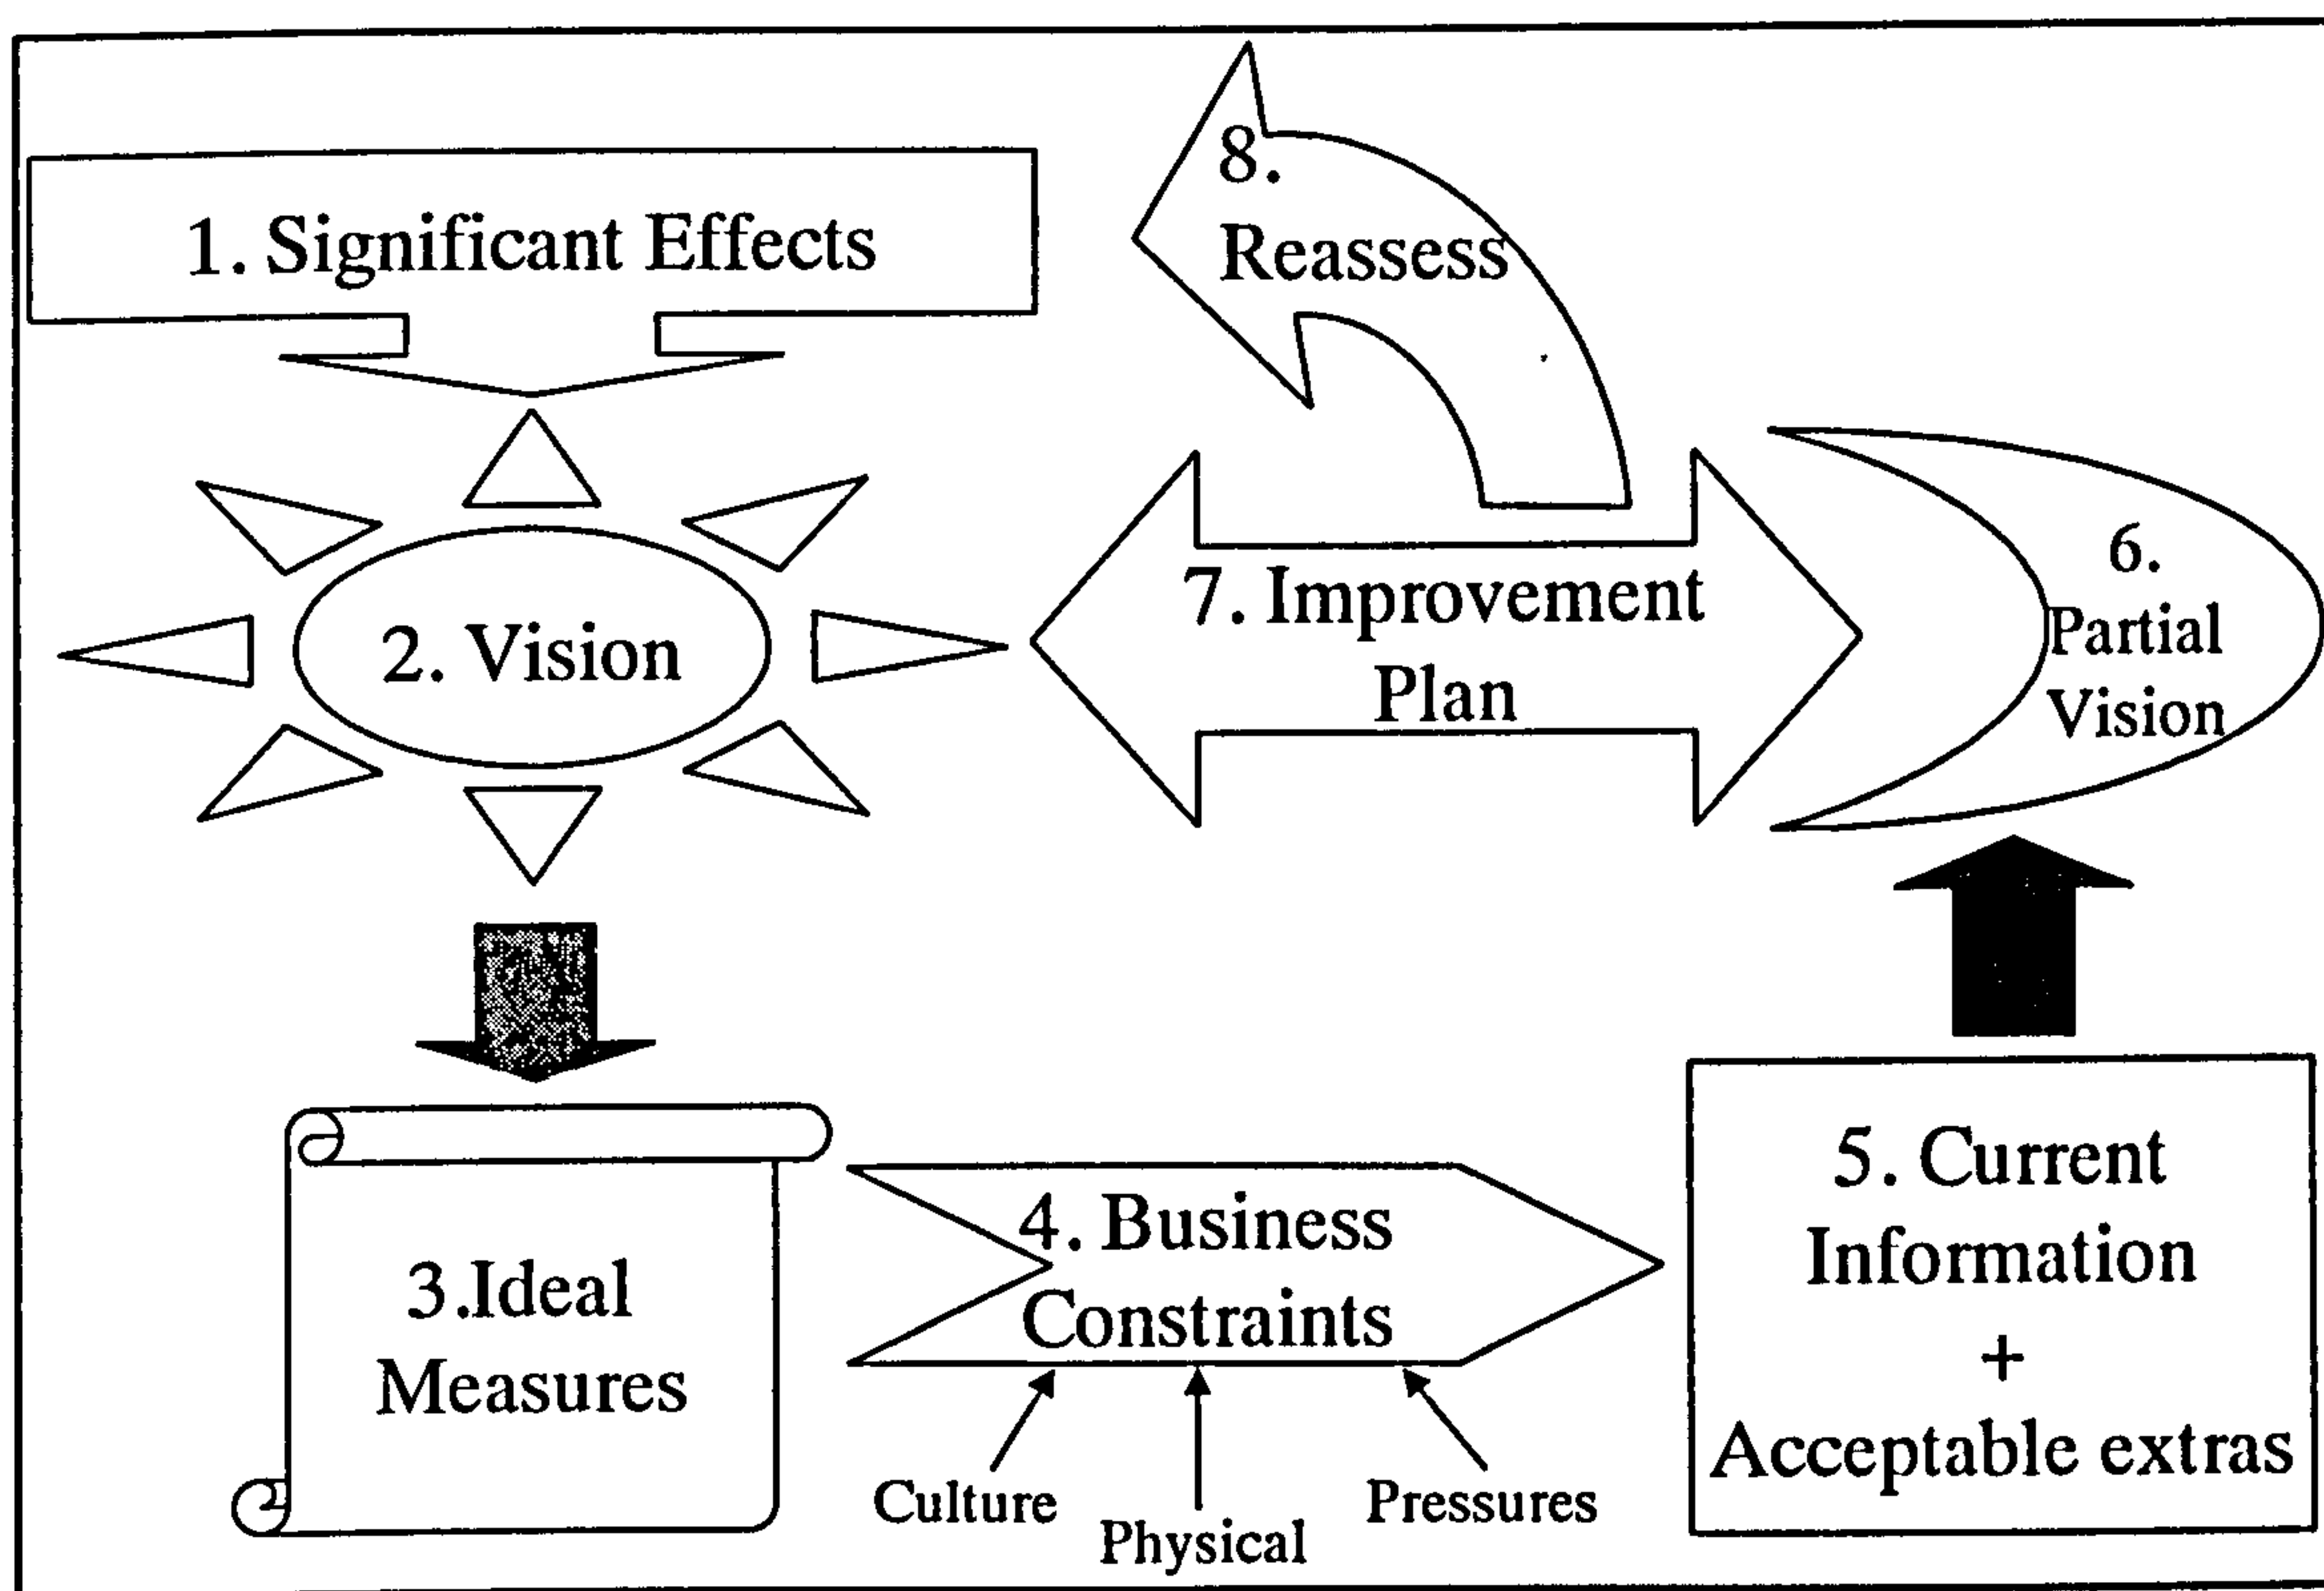 1. Significant Effects
2. Vision
3.Ideal
Measures
4. Business
Constraints
Culture
Physical
Pressures
5. Current
Information
+
Acceptable extras
6.
Partial
Vision
7. Improvement
Plan
8.
Reassess